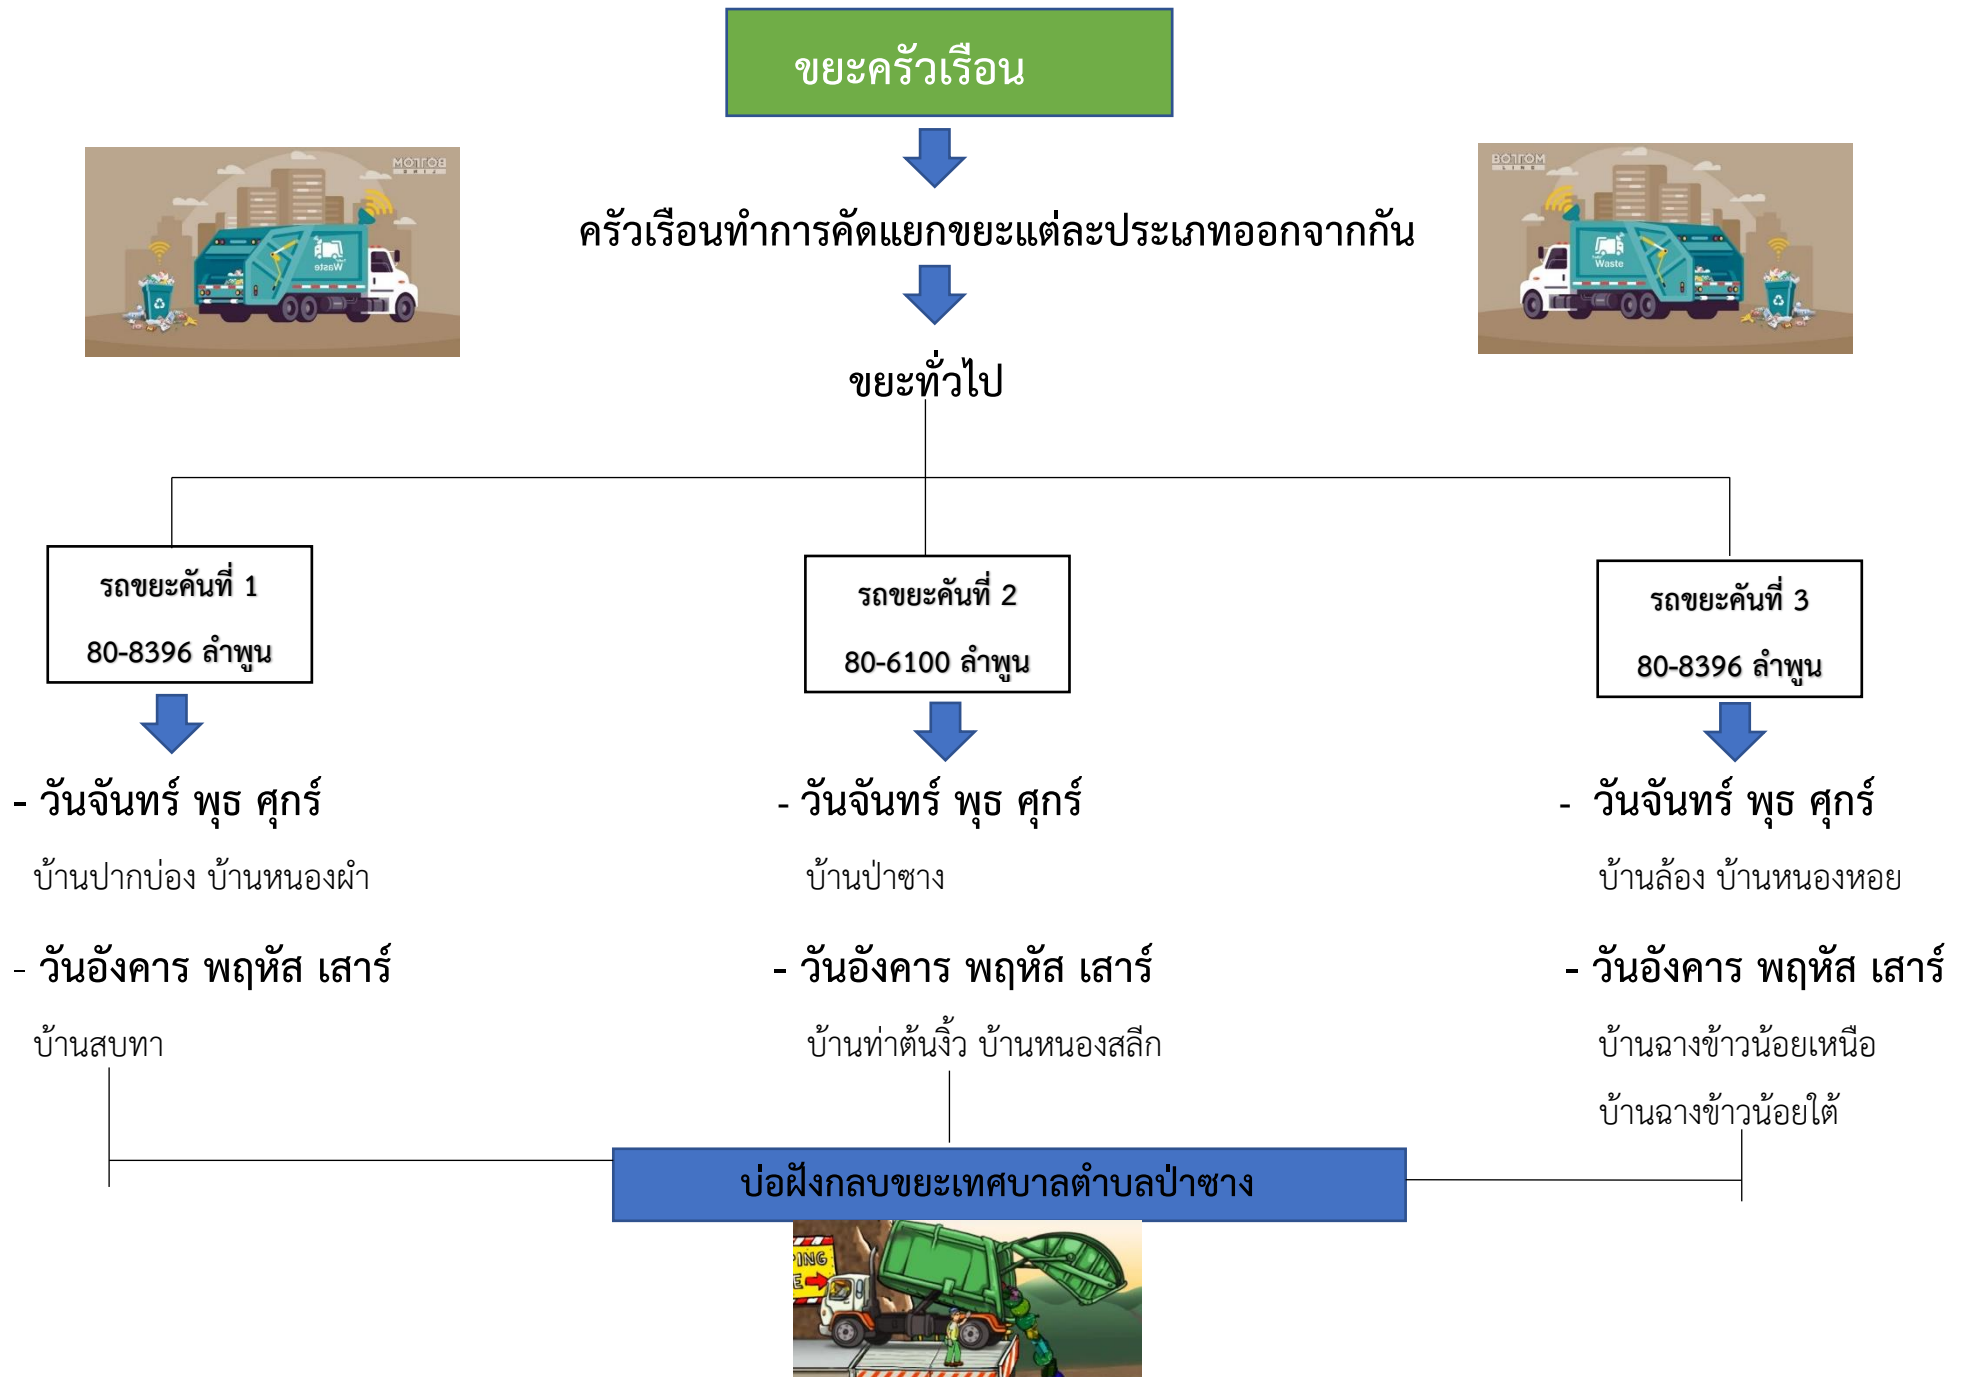 ขยะครัวเรือน
BOTTOM
LINE
ครัวเรือนทำการคัดแยกขยะแต่ละประเภทออกจากกัน
Waste
BOTTOM
LINE
Waste
ขยะทั่วไป
รถขยะคันที่ 1
80-8396 ลำพูน
รถขยะคันที่ 2
80-6100 ลำพูน
รถขยะคันที่ 3
80-8396 ลำพูน
- วันจันทร์ พุธ ศุกร์
บ้านปากบ่อง บ้านหนองผำ
- วันอังคาร พฤหัส เสาร์
บ้านสบทา
- วันจันทร์ พุธ ศุกร์
บ้านป่าซาง
- วันอังคาร พฤหัส เสาร์
บ้านท่าต้นงิ้ว บ้านหนองสลีก
- วันจันทร์ พุธ ศุกร์
บ้านล้อง บ้านหนองหอย
- วันอังคาร พฤหัส เสาร์
บ้านฉางข้าวน้อยเหนือ
บ้านฉางข้าวน้อยใต้
บ่อฝังกลบขยะเทศบาลตำบลป่าซาง
PING
E